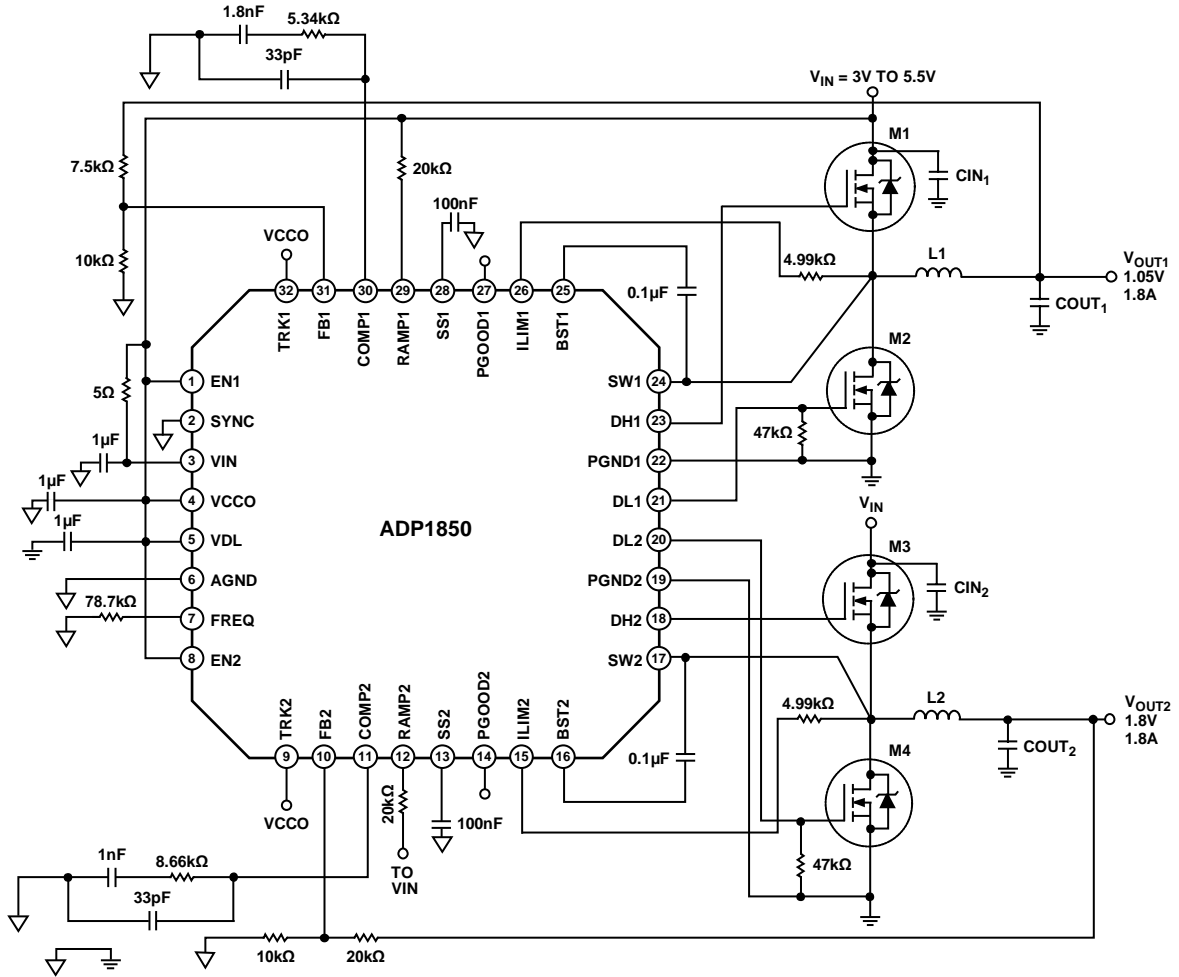 1.8nF
5.34kΩ
33pF
V_IN = 3V TO 5.5V
M1
7.5kΩ
20kΩ
CIN₁
100nF
VCCO
10kΩ
4.99kΩ
L1
V_OUT1
1.05V
1.8A
0.1µF
COUT₁
32
31
30
29
28
27
26
25
TRK1
FB1
COMP1
RAMP1
SS1
PGOOD1
ILIM1
BST1
M2
5Ω
1 EN1
SW1 24
2 SYNC
DH1 23
47kΩ
1µF
3 VIN
PGND1 22
1µF
4 VCCO
DL1 21
V_IN
1µF
5 VDL
ADP1850
DL2 20
M3
6 AGND
PGND2 19
CIN₂
78.7kΩ
7 FREQ
DH2 18
8 EN2
SW2 17
TRK2
FB2
COMP2
RAMP2
SS2
PGOOD2
ILIM2
BST2
4.99kΩ
L2
V_OUT2
1.8V
1.8A
COUT₂
9
10
11
12
13
14
15
16
0.1µF
M4
20kΩ
VCCO
100nF
TO
VIN
1nF
8.66kΩ
47kΩ
33pF
10kΩ
20kΩ